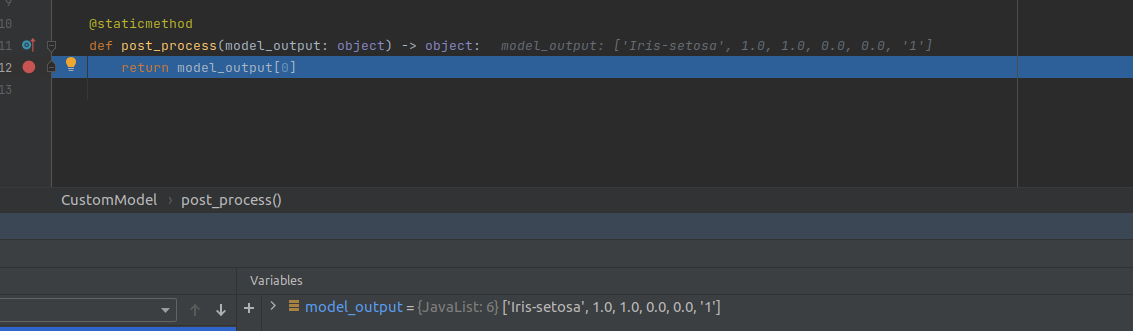 9
10 @staticmethod
11 def post_process(model_output: object) -> object: model_output: ['Iris-setosa', 1.0, 1.0, 0.0, 0.0, '1']
12 return model_output[0]
13
CustomModel › post_process()
Variables
model_output = {JavaList: 6} ['Iris-setosa', 1.0, 1.0, 0.0, 0.0, '1']